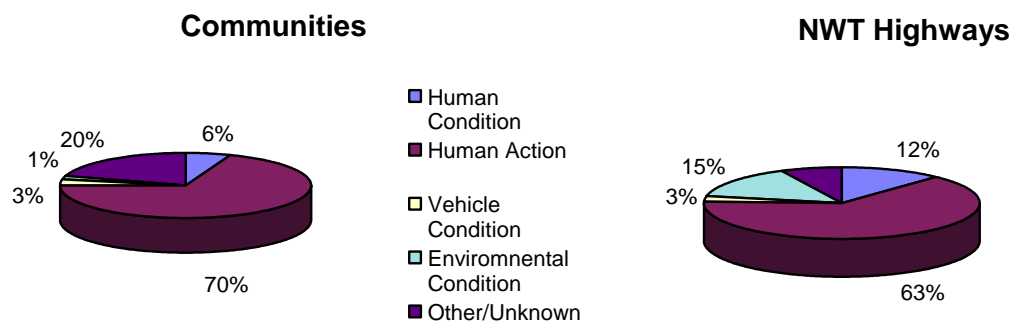 Communities
NWT Highways
20%
6%
1%
3%
70%
Human
Condition
Human Action
Vehicle
Condition
Enviromnental
Condition
Other/Unknown
12%
15%
3%
63%